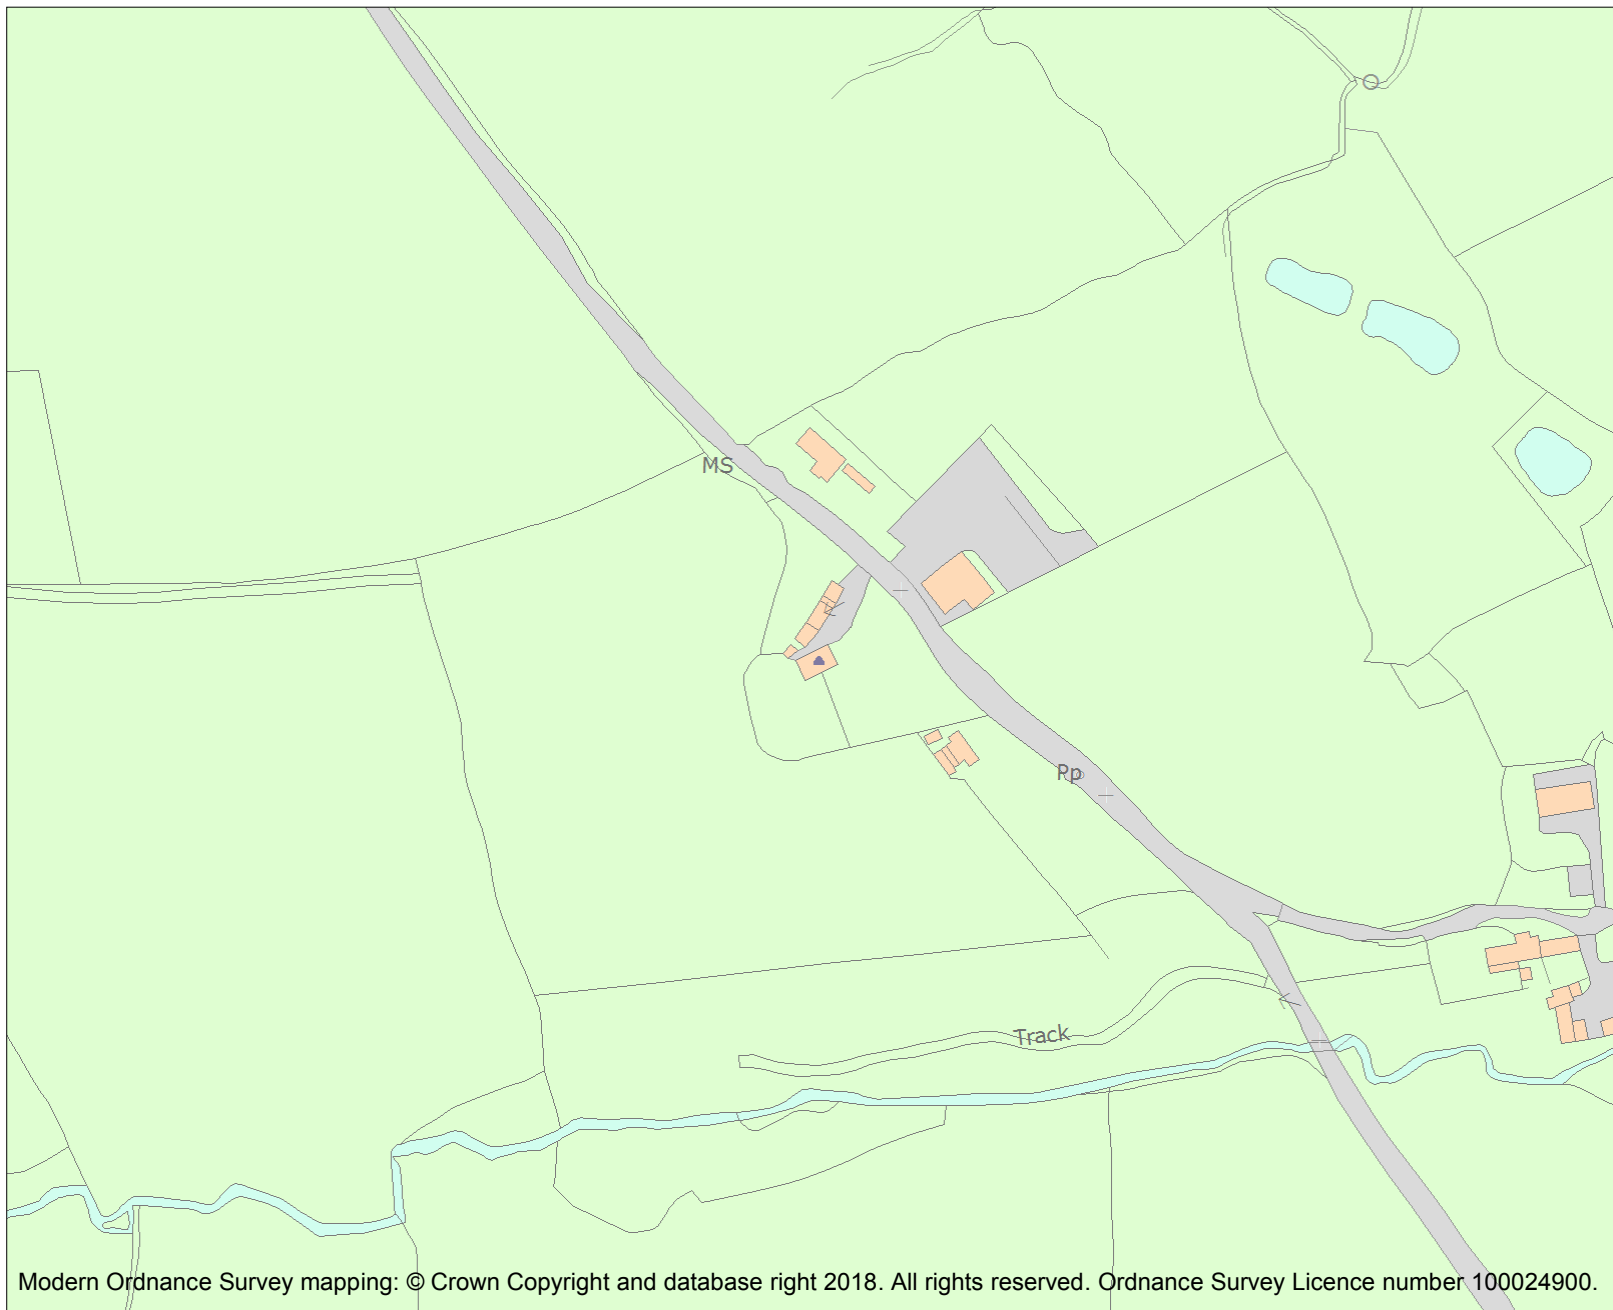 MS
Pp
Track
Modern Ordnance Survey mapping: © Crown Copyright and database right 2018. All rights reserved. Ordnance Survey Licence number 100024900.